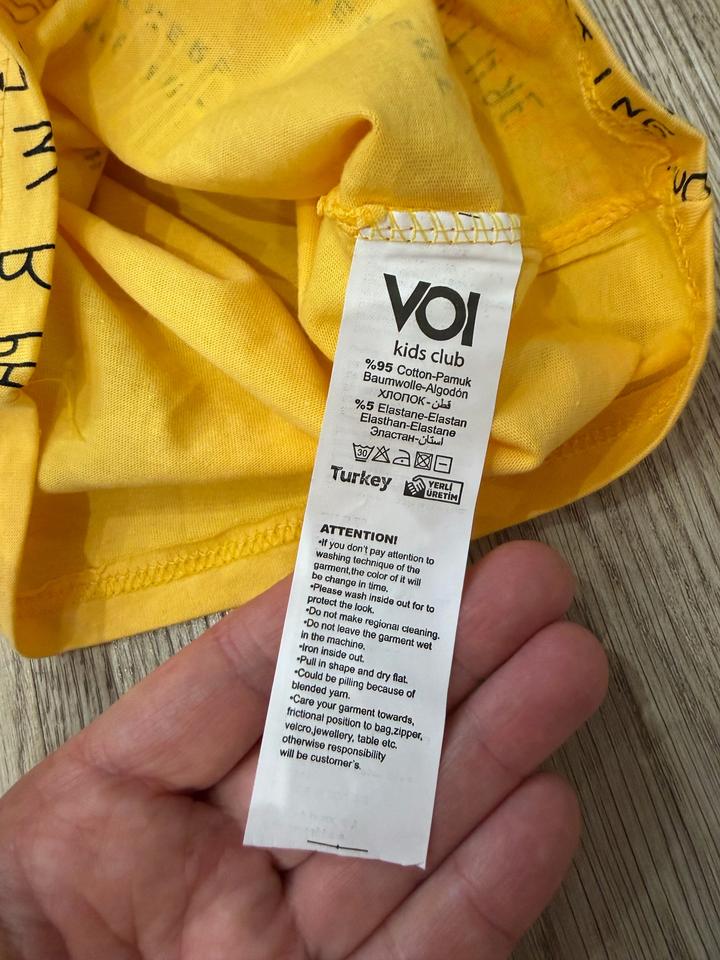 VOI
kids club
%95 Cotton-Pamuk
Baumwolle-Algodón
ХЛОПОК-قطن
%5 Elastane-Elastan
Elasthan-Elastane
Эластан-استان
30
Turkey
YERLİ
ÜRETİM
ATTENTION!
•If you don't pay attention to
washing technique of the
garment,the color of it will
be change in time.
•Please wash inside out for to
protect the look.
•Do not make regional cleaning.
•Do not leave the garment wet
in the machine.
•Iron inside out.
•Pull in shape and dry flat.
•Could be pilling because of
blended yarn.
•Care your garment towards,
frictional position to bag,zipper,
velcro,jewellery, table etc.
otherwise responsibility
will be customer's.